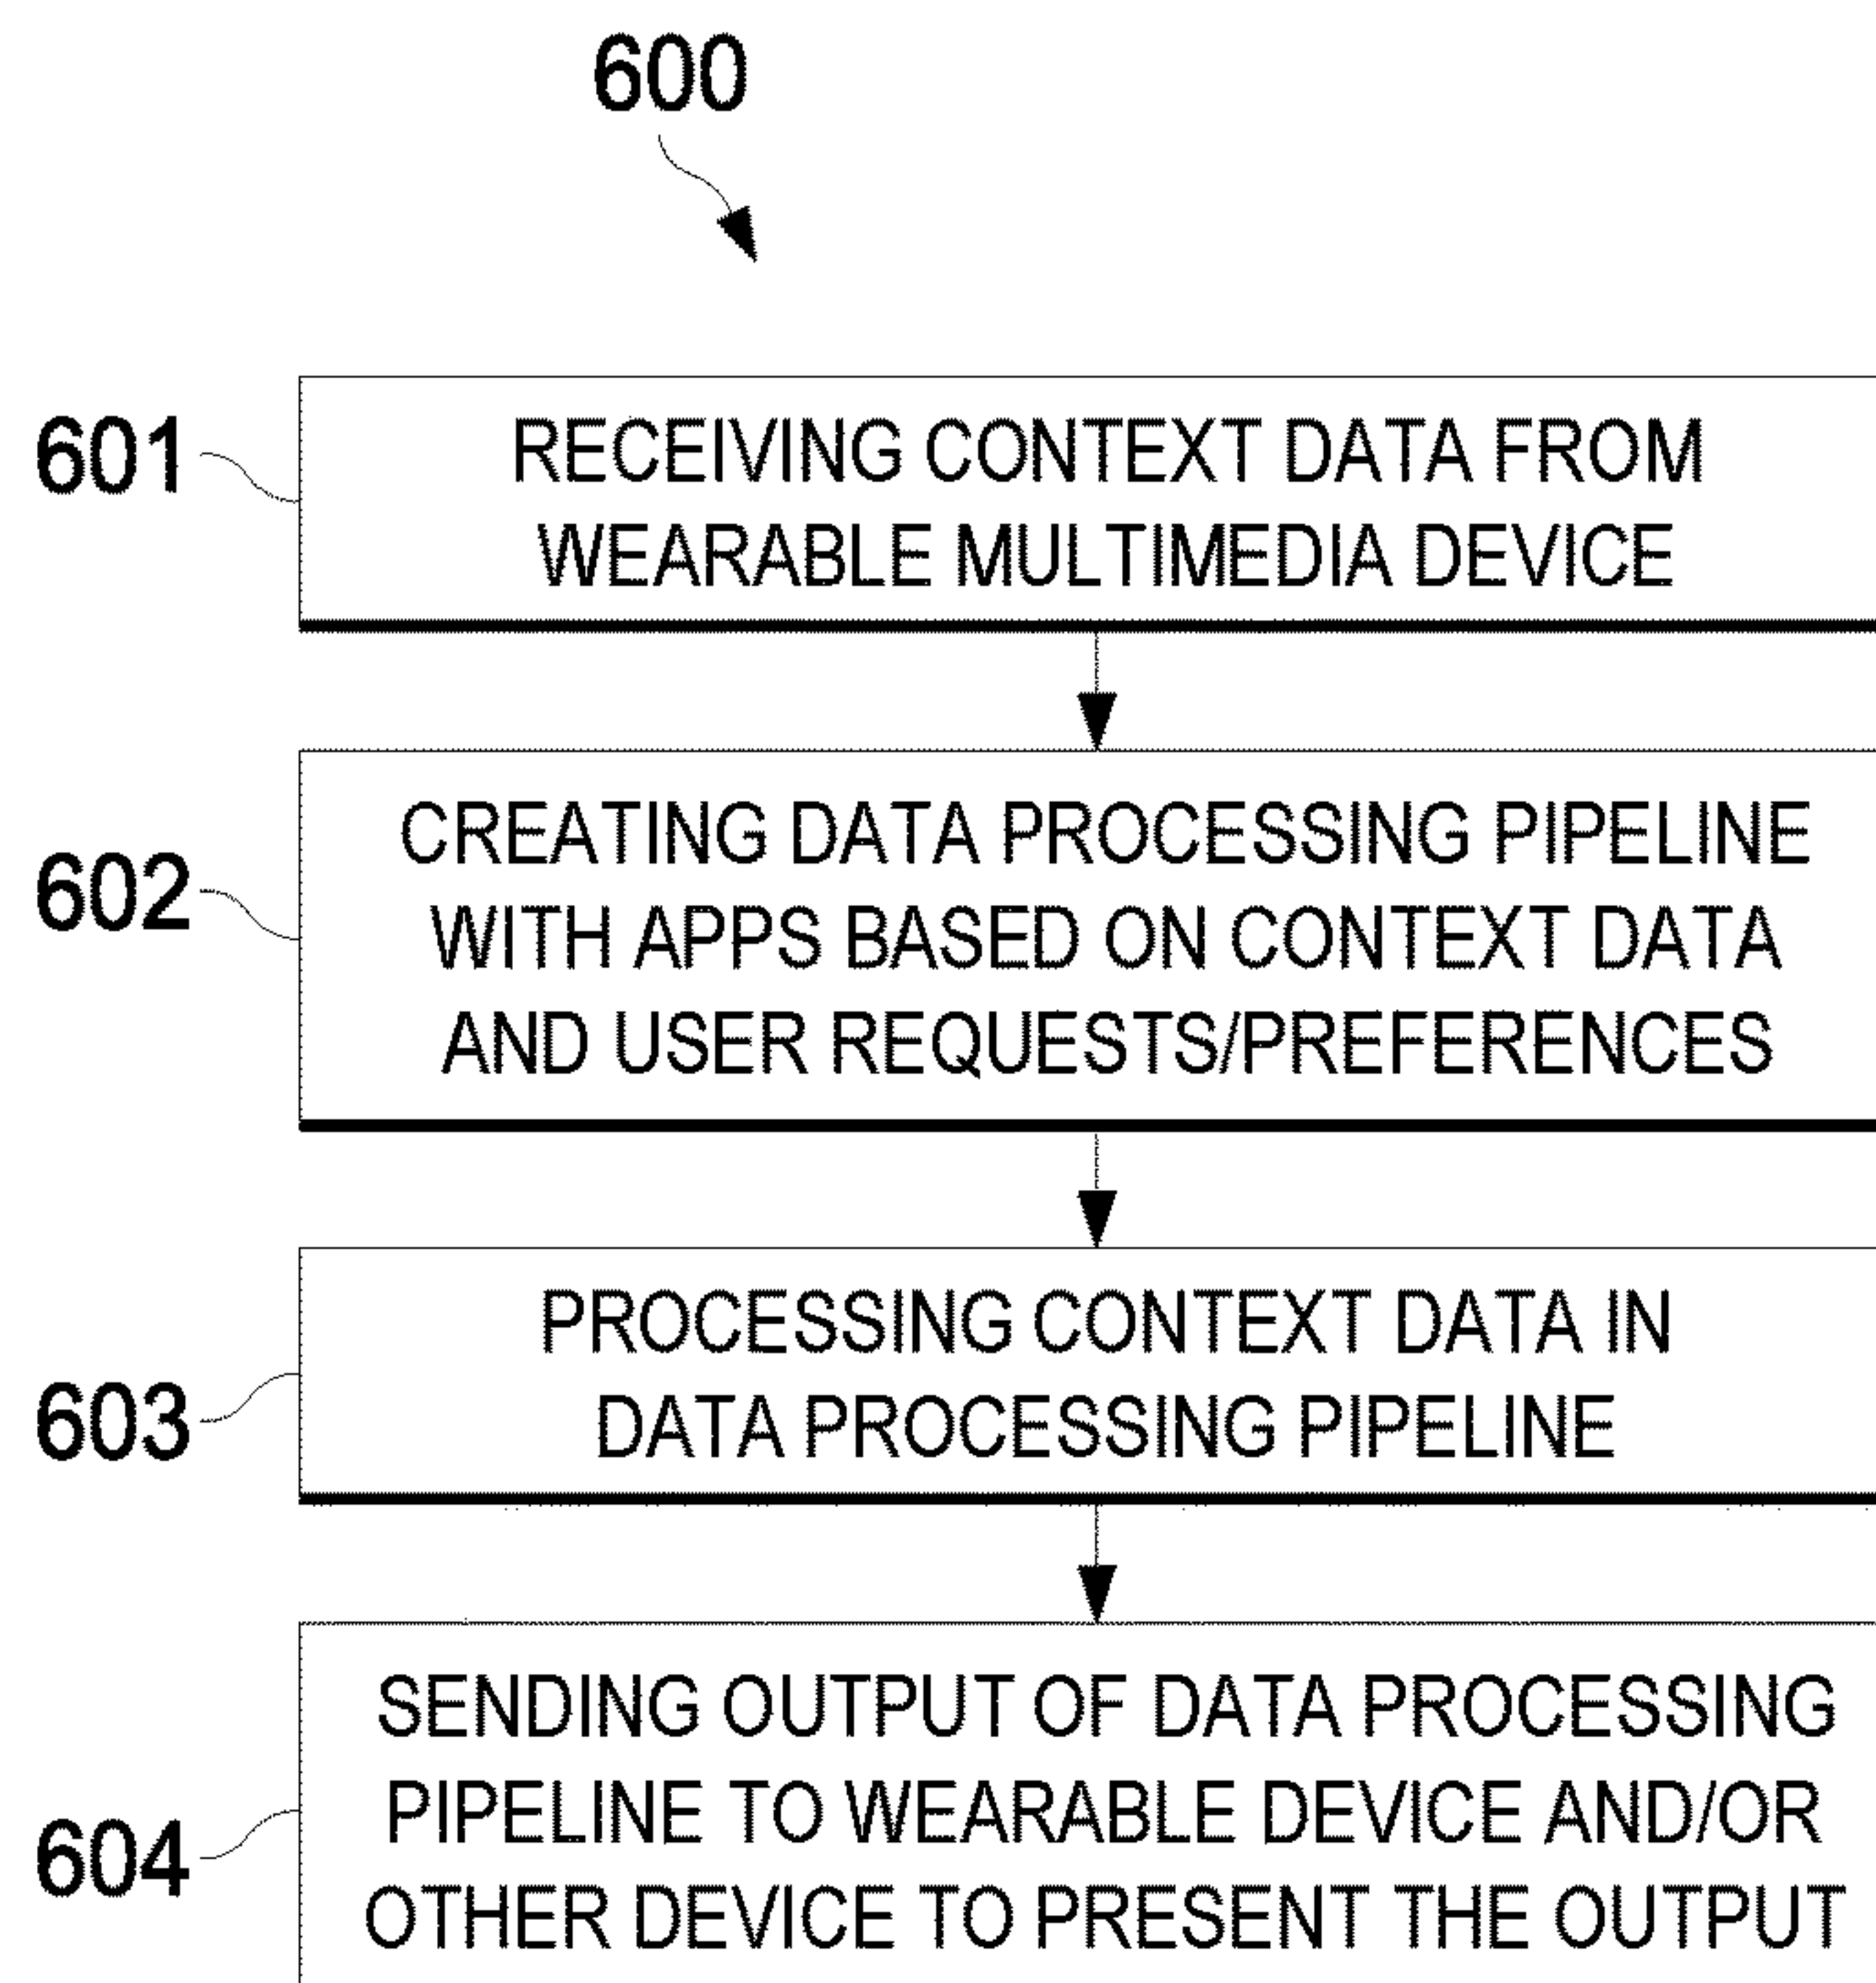 600
601
RECEIVING CONTEXT DATA FROM
WEARABLE MULTIMEDIA DEVICE
602
CREATING DATA PROCESSING PIPELINE
WITH APPS BASED ON CONTEXT DATA
AND USER REQUESTS/PREFERENCES
603
PROCESSING CONTEXT DATA IN
DATA PROCESSING PIPELINE
604
SENDING OUTPUT OF DATA PROCESSING
PIPELINE TO WEARABLE DEVICE AND/OR
OTHER DEVICE TO PRESENT THE OUTPUT